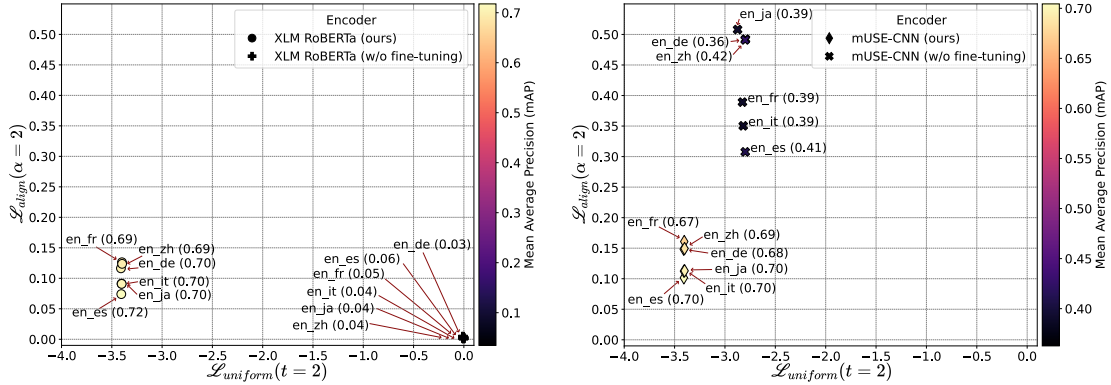 0.50
0.45
0.40
0.35
0.30
0.25
0.20
0.15
0.10
0.05
0.00
ℒalign(α = 2)
Encoder
XLM RoBERTa (ours)
XLM RoBERTa (w/o fine-tuning)
en_fr (0.69)
en_zh (0.69)
en_de (0.70)
en_it (0.70)
en_ja (0.70)
en_es (0.72)
en_de (0.03)
en_es (0.06)
en_fr (0.05)
en_it (0.04)
en_ja (0.04)
en_zh (0.04)
−4.0 −3.5 −3.0 −2.5 −2.0 −1.5 −1.0 −0.5 0.0
ℒuniform(t = 2)
0.7
0.6
0.5
0.4
0.3
0.2
0.1
Mean Average Precision (mAP)
0.50
0.45
0.40
0.35
0.30
0.25
0.20
0.15
0.10
0.05
0.00
ℒalign(α = 2)
Encoder
mUSE-CNN (ours)
mUSE-CNN (w/o fine-tuning)
en_ja (0.39)
en_de (0.36)
en_zh (0.42)
en_fr (0.39)
en_it (0.39)
en_es (0.41)
en_fr (0.67)
en_zh (0.69)
en_de (0.68)
en_ja (0.70)
en_it (0.70)
en_es (0.70)
−4.0 −3.5 −3.0 −2.5 −2.0 −1.5 −1.0 −0.5 0.0
ℒuniform(t = 2)
0.70
0.65
0.60
0.55
0.50
0.45
0.40
Mean Average Precision (mAP)